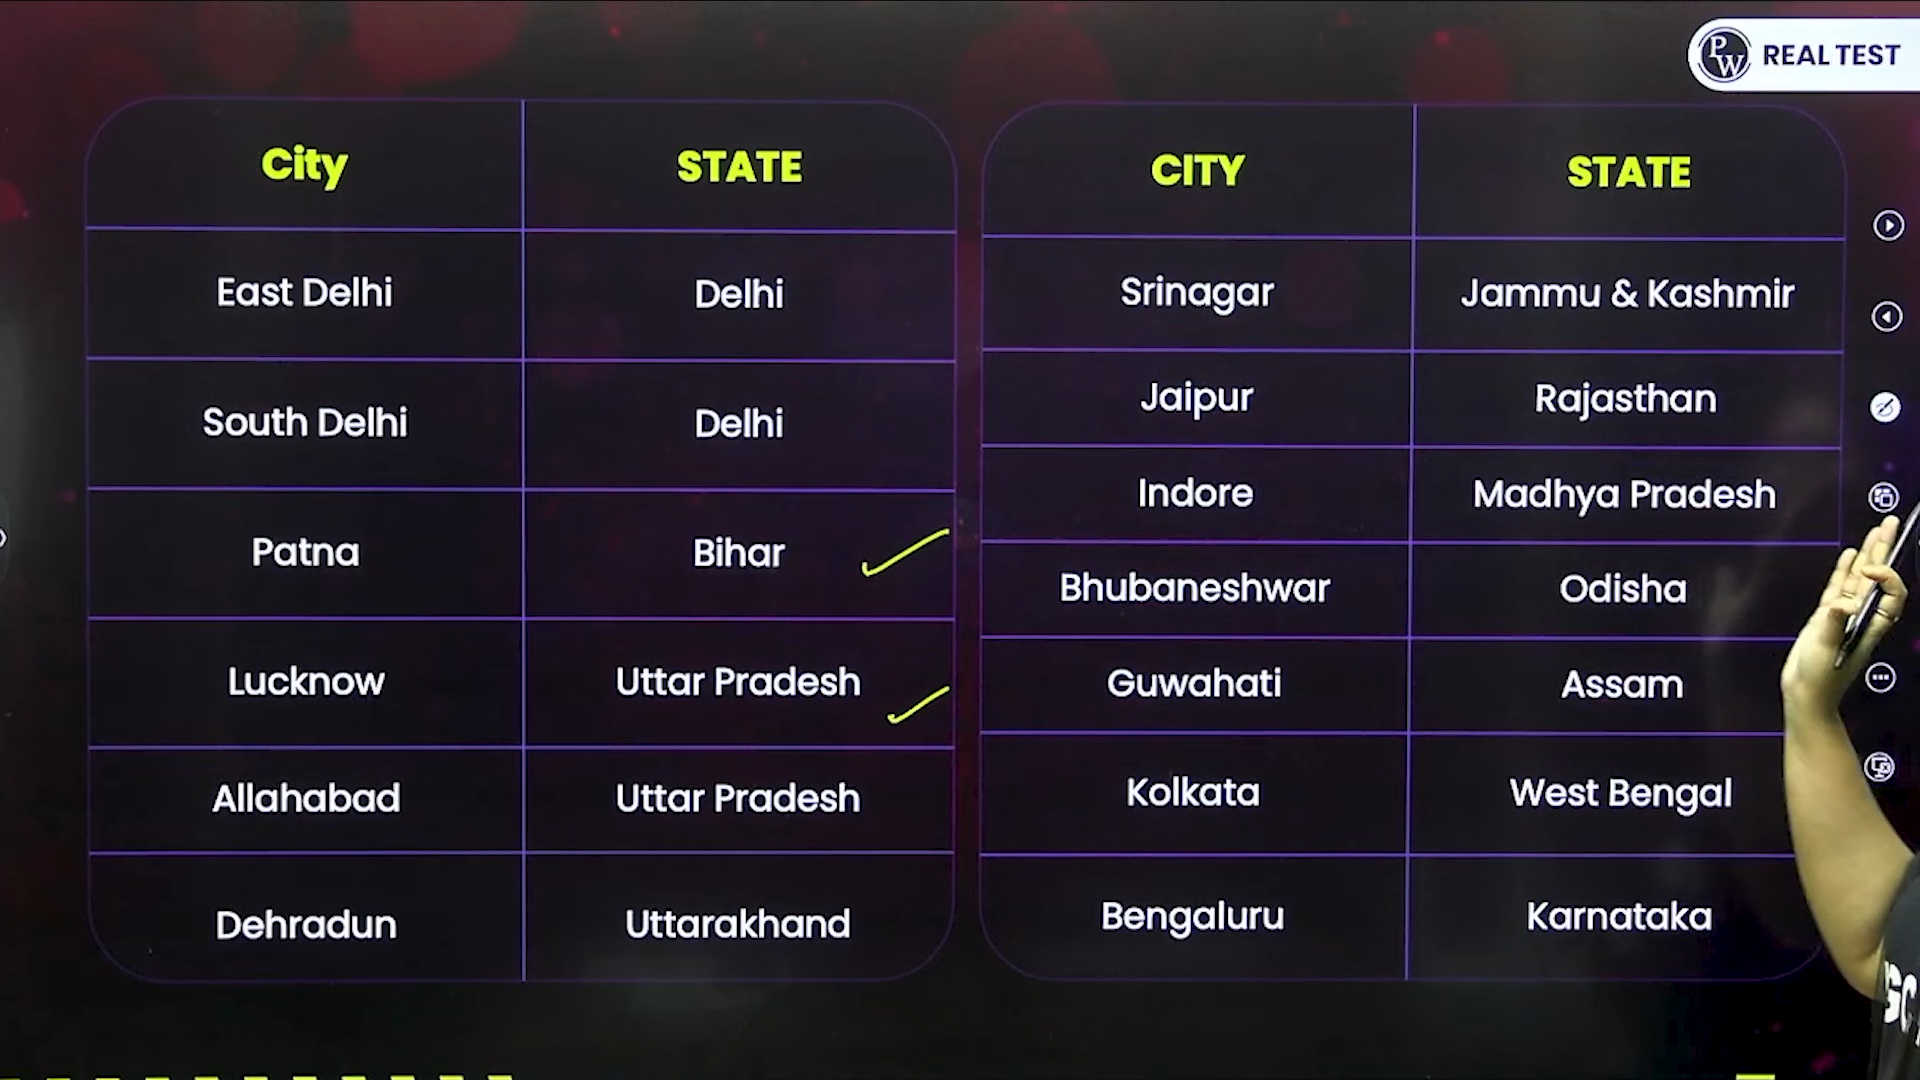 PW REAL TEST
City STATE
East Delhi Delhi
South Delhi Delhi
Patna Bihar
Lucknow Uttar Pradesh
Allahabad Uttar Pradesh
Dehradun Uttarakhand
CITY STATE
Srinagar Jammu & Kashmir
Jaipur Rajasthan
Indore Madhya Pradesh
Bhubaneshwar Odisha
Guwahati Assam
Kolkata West Bengal
Bengaluru Karnataka